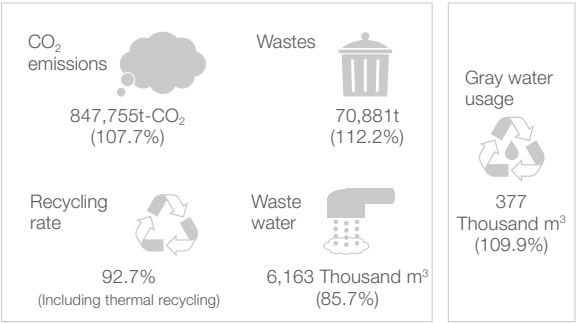 CO₂
emissions
847,755t-CO₂
(107.7%)
Wastes
70,881t
(112.2%)
Recycling
rate
92.7%
(Including thermal recycling)
Waste
water
6,163 Thousand m³
(85.7%)
Gray water
usage
377
Thousand m³
(109.9%)